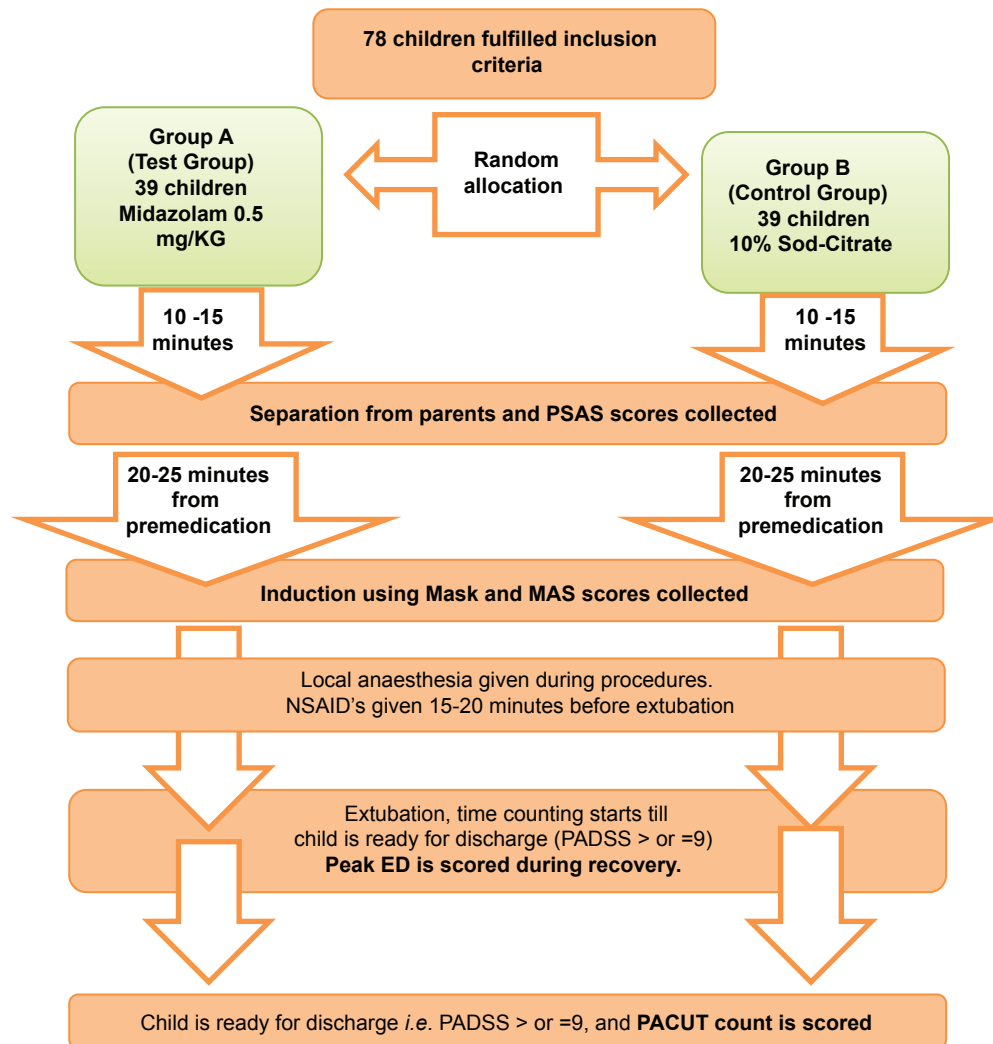 78 children fulfilled inclusion
criteria
Group A
(Test Group)
39 children
Midazolam 0.5
mg/KG
Random
allocation
Group B
(Control Group)
39 children
10% Sod-Citrate
10 -15
minutes
10 -15
minutes
Separation from parents and PSAS scores collected
20-25 minutes
from
premedication
20-25 minutes
from
premedication
Induction using Mask and MAS scores collected
Local anaesthesia given during procedures.
NSAID's given 15-20 minutes before extubation
Extubation, time counting starts till
child is ready for discharge (PADSS > or =9)
Peak ED is scored during recovery.
Child is ready for discharge i.e. PADSS > or =9, and PACUT count is scored